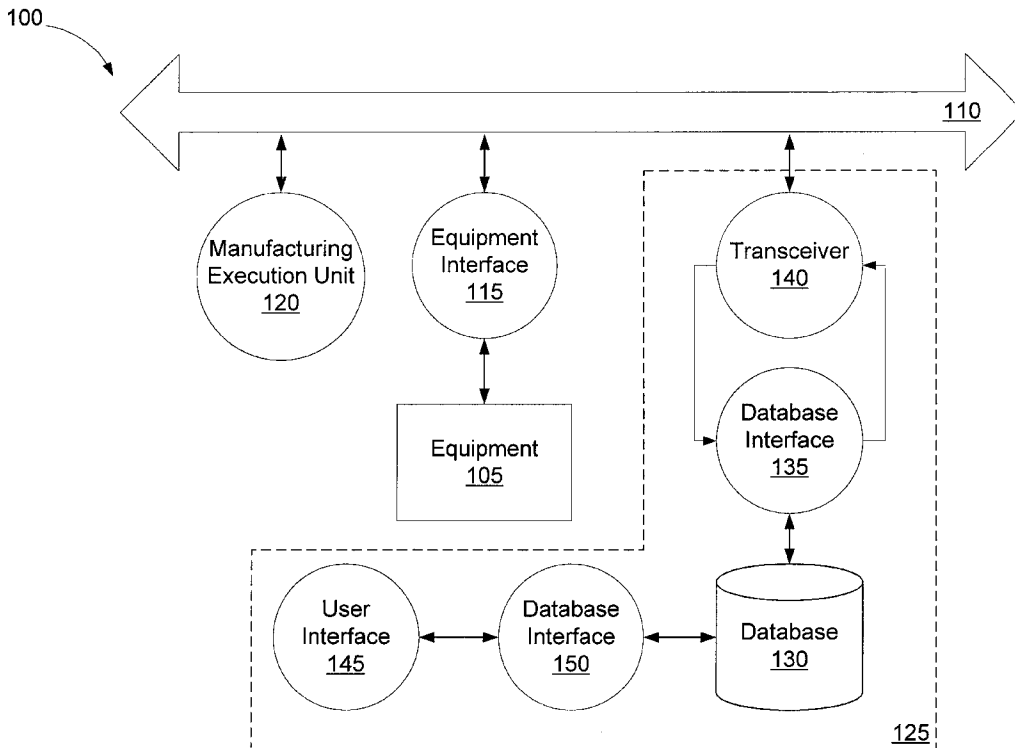 100
110
Manufacturing
Execution Unit
120
Equipment
Interface
115
Transceiver
140
Equipment
105
Database
Interface
135
User
Interface
145
Database
Interface
150
Database
130
125